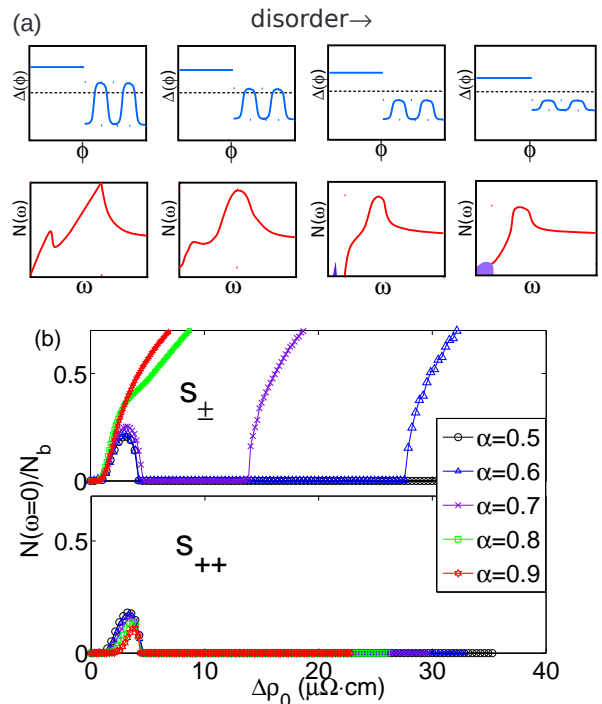 (a) disorder→
Δ(ϕ) Δ(ϕ) Δ(ϕ) Δ(ϕ)
ϕ ϕ ϕ ϕ
N(ω) N(ω) N(ω) N(ω)
ω ω ω ω
(b)
N(ω=0)/N_b
0.5
0
S±
0.5
0
S++
α=0.5
α=0.6
α=0.7
α=0.8
α=0.9
0 10 20 30 40
Δρ₀ (μΩ·cm)